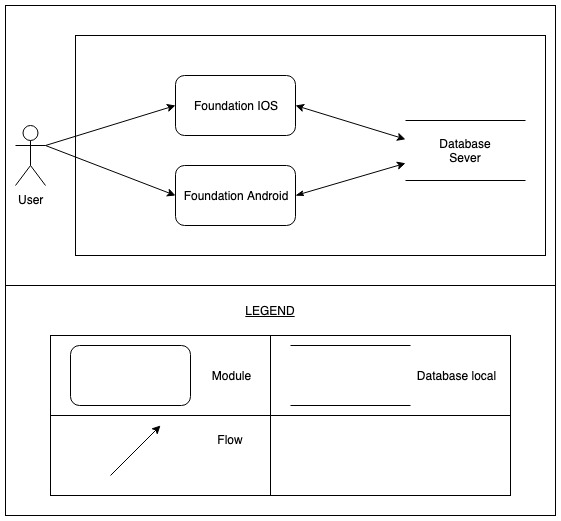 Foundation IOS
Database
Sever
User
Foundation Android
LEGEND
Module
Database local
Flow